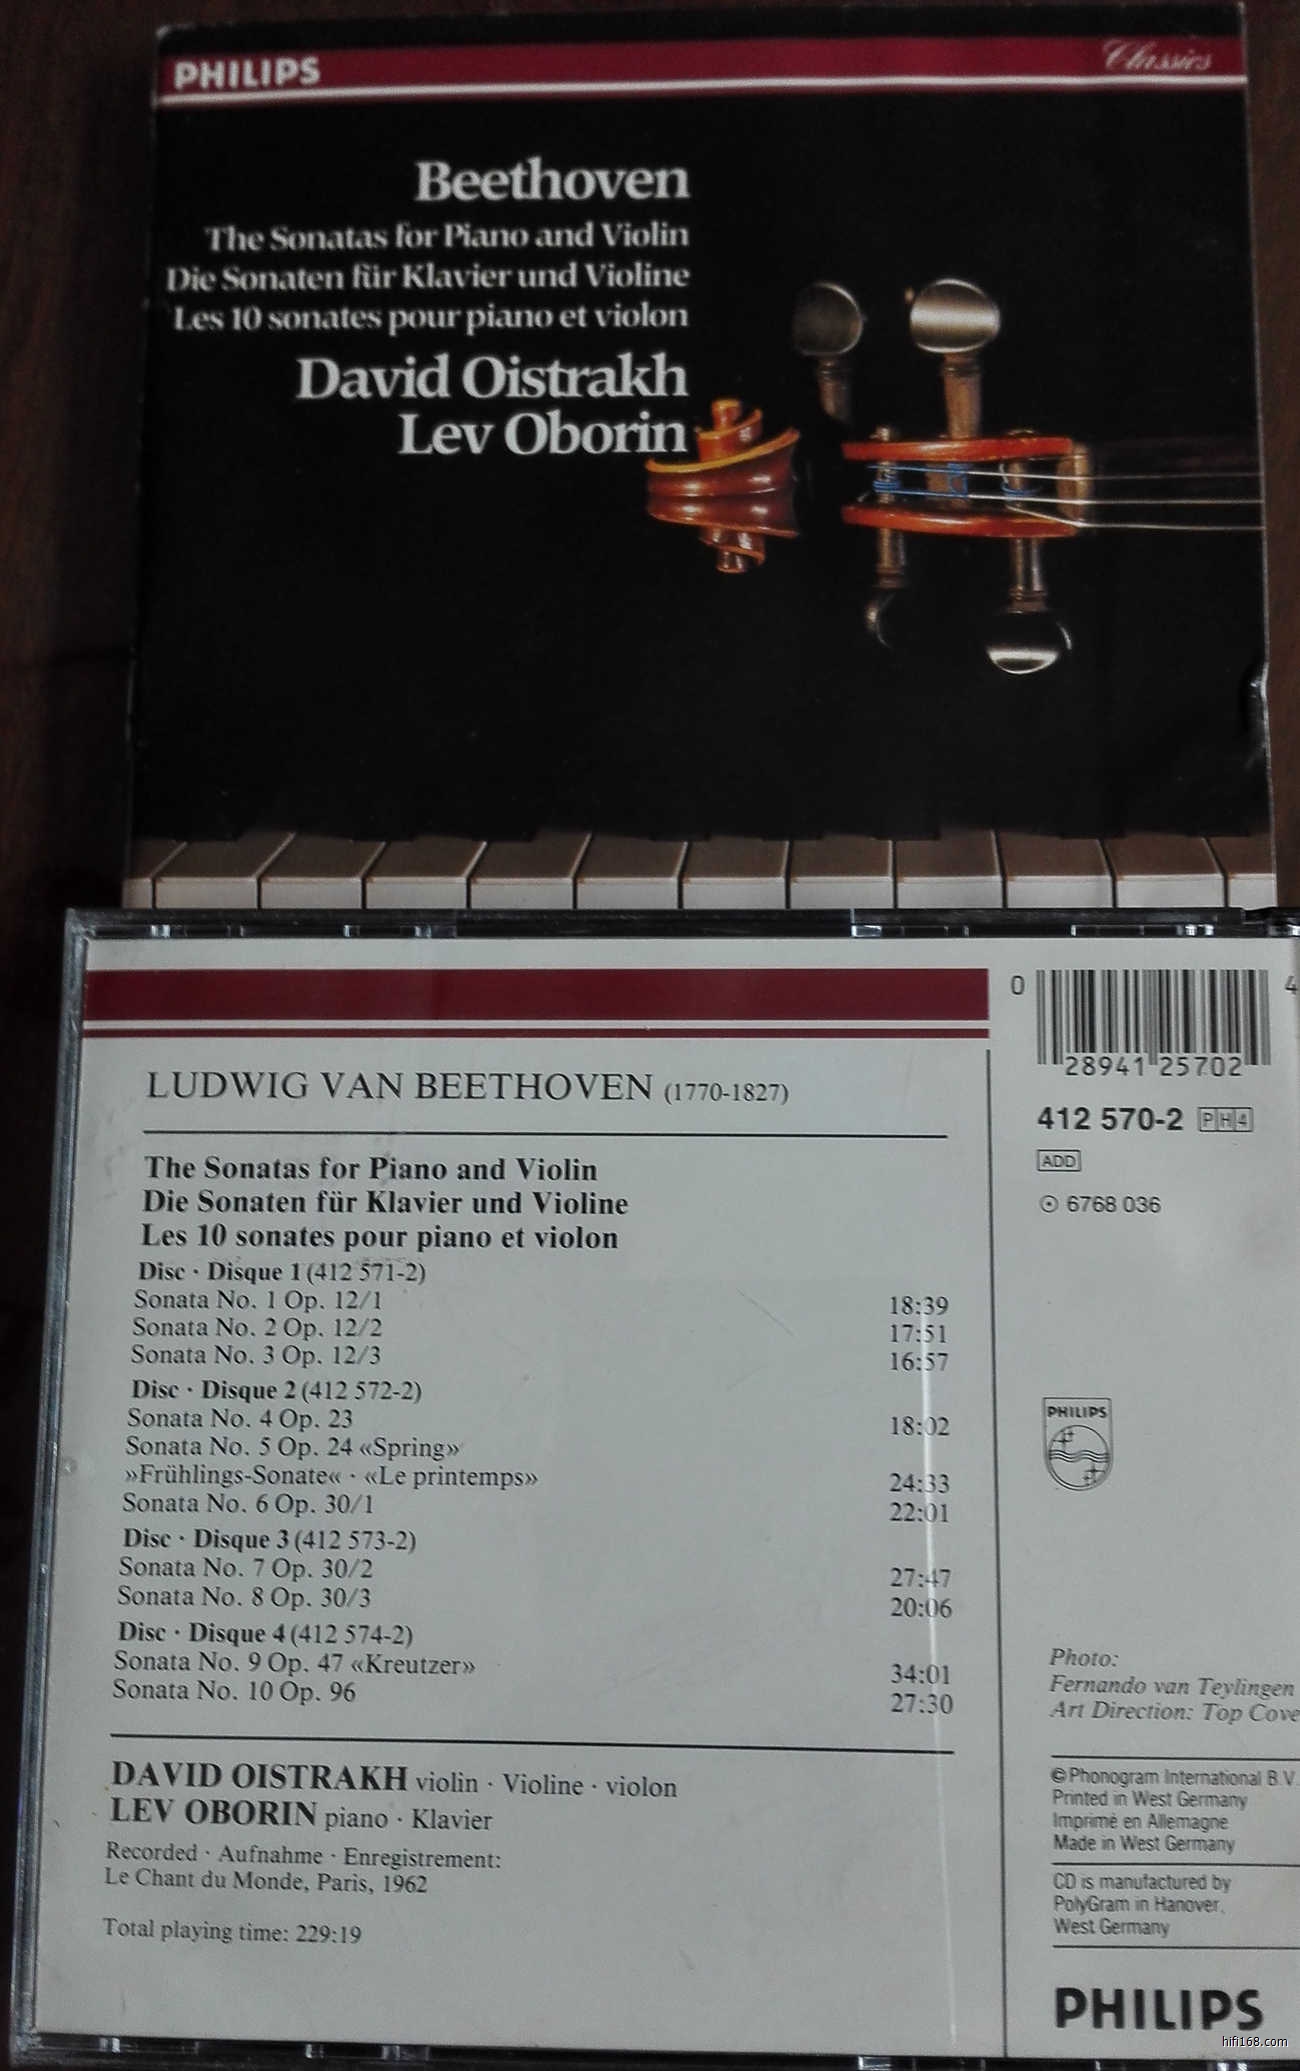 PHILIPS
Classics
Beethoven
The Sonatas for Piano and Violin
Die Sonaten für Klavier und Violine
Les 10 sonates pour piano et violon
David Oistrakh
Lev Oborin
LUDWIG VAN BEETHOVEN (1770-1827)
The Sonatas for Piano and Violin
Die Sonaten für Klavier und Violine
Les 10 sonates pour piano et violon
Disc · Disque 1 (412 571-2)
Sonata No. 1 Op. 12/1 18:39
Sonata No. 2 Op. 12/2 17:51
Sonata No. 3 Op. 12/3 16:57
Disc · Disque 2 (412 572-2)
Sonata No. 4 Op. 23 18:02
Sonata No. 5 Op. 24 «Spring»
»Frühlings-Sonate« · «Le printemps» 24:33
Sonata No. 6 Op. 30/1 22:01
Disc · Disque 3 (412 573-2)
Sonata No. 7 Op. 30/2 27:47
Sonata No. 8 Op. 30/3 20:06
Disc · Disque 4 (412 574-2)
Sonata No. 9 Op. 47 «Kreutzer» 34:01
Sonata No. 10 Op. 96 27:30
DAVID OISTRAKH violin · Violine · violon
LEV OBORIN piano · Klavier
Recorded · Aufnahme · Enregistrement:
Le Chant du Monde, Paris, 1962
Total playing time: 229:19
0 28941 25702 4
412 570-2 PH4
ADD
6768 036
PHILIPS
Photo:
Fernando van Teylingen
Art Direction: Top Cove
© Phonogram International B.V.
Printed in West Germany
Imprimé en Allemagne
Made in West Germany
CD is manufactured by
PolyGram in Hanover,
West Germany
PHILIPS
hifi168.com